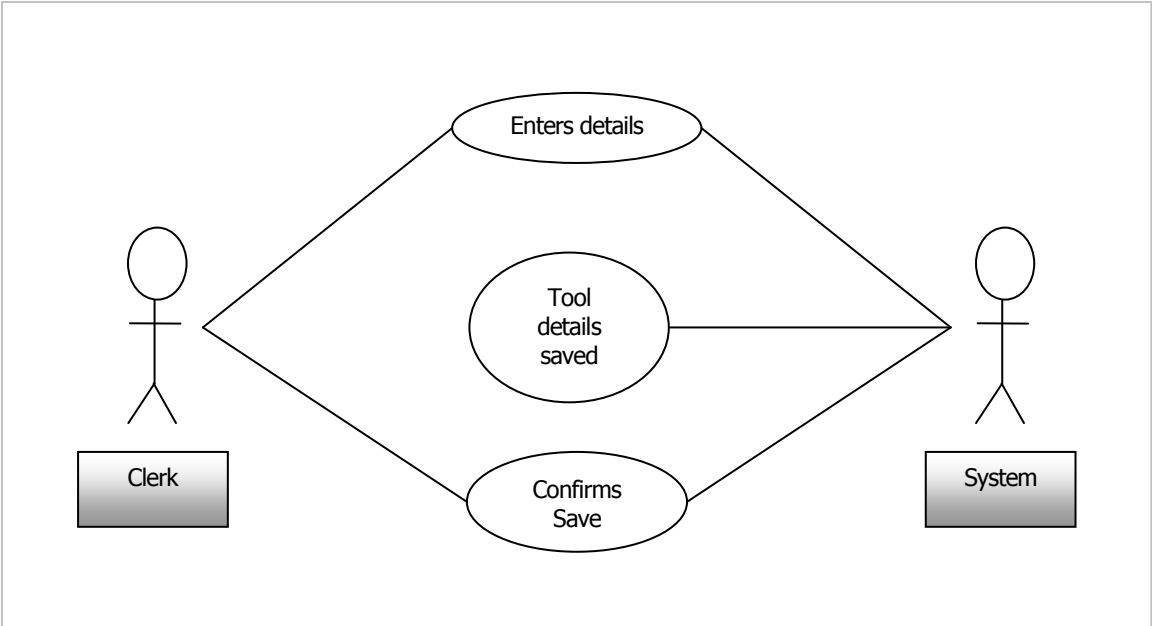 Enters details
Tool
details
saved
Clerk
System
Confirms
Save